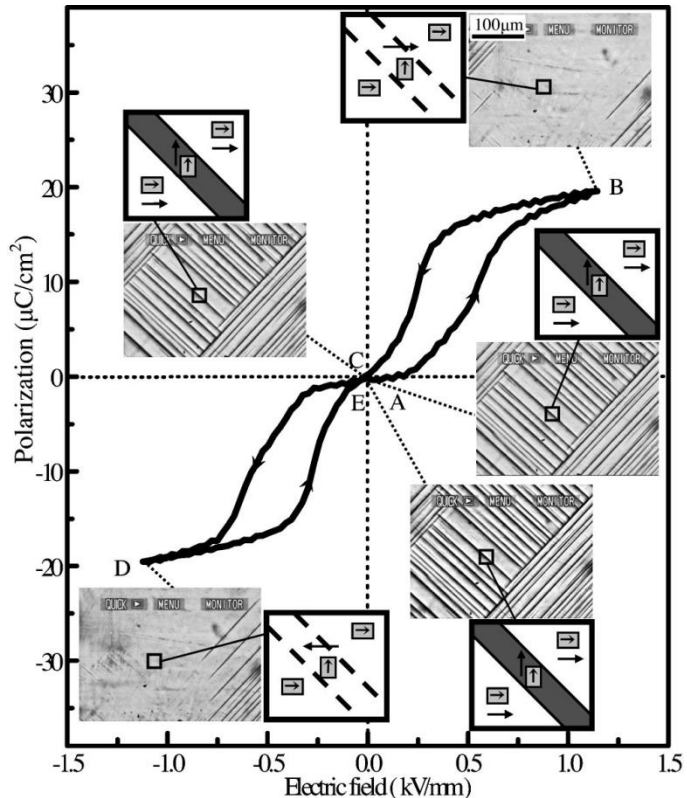 100μm
MENU MONITOR
30
20
10
0
-10
-20
-30
Polarization (μC/cm²)
B
QUICK ▶ MENU MONITOR
C
E A
QUICK ▶ MENU MONITOR
QUICK ▶ MENU MONITOR
D
QUICK ▶ MENU MONITOR
-1.5 -1.0 -0.5 0.0 0.5 1.0 1.5
Electric field ( kV/mm)